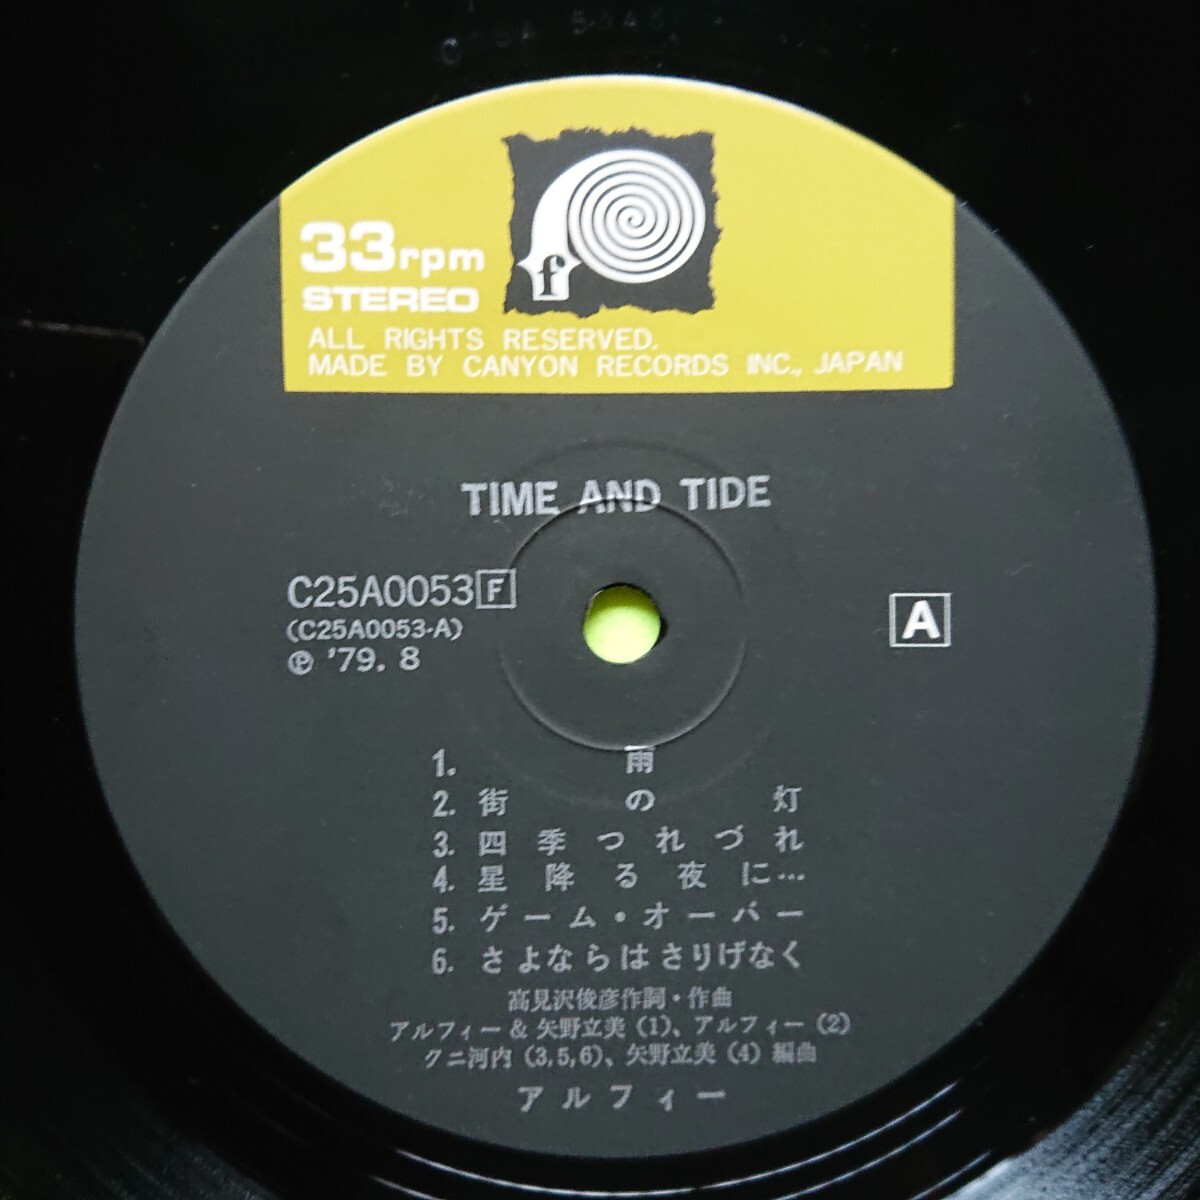 f
33rpm
STEREO
ALL RIGHTS RESERVED.
MADE BY CANYON RECORDS INC., JAPAN
TIME AND TIDE
C25A0053 F
(C25A0053-A)
℗ '79. 8
A
1. 雨
2. 街の灯
3. 四季つれづれ
4. 星降る夜に…
5. ゲーム・オーバー
6. さよならはさりげなく
高見沢俊彦作詞・作曲
アルフィー & 矢野立美 (1)、アルフィー (2)
クニ河内 (3,5,6)、矢野立美 (4) 編曲
アルフィー